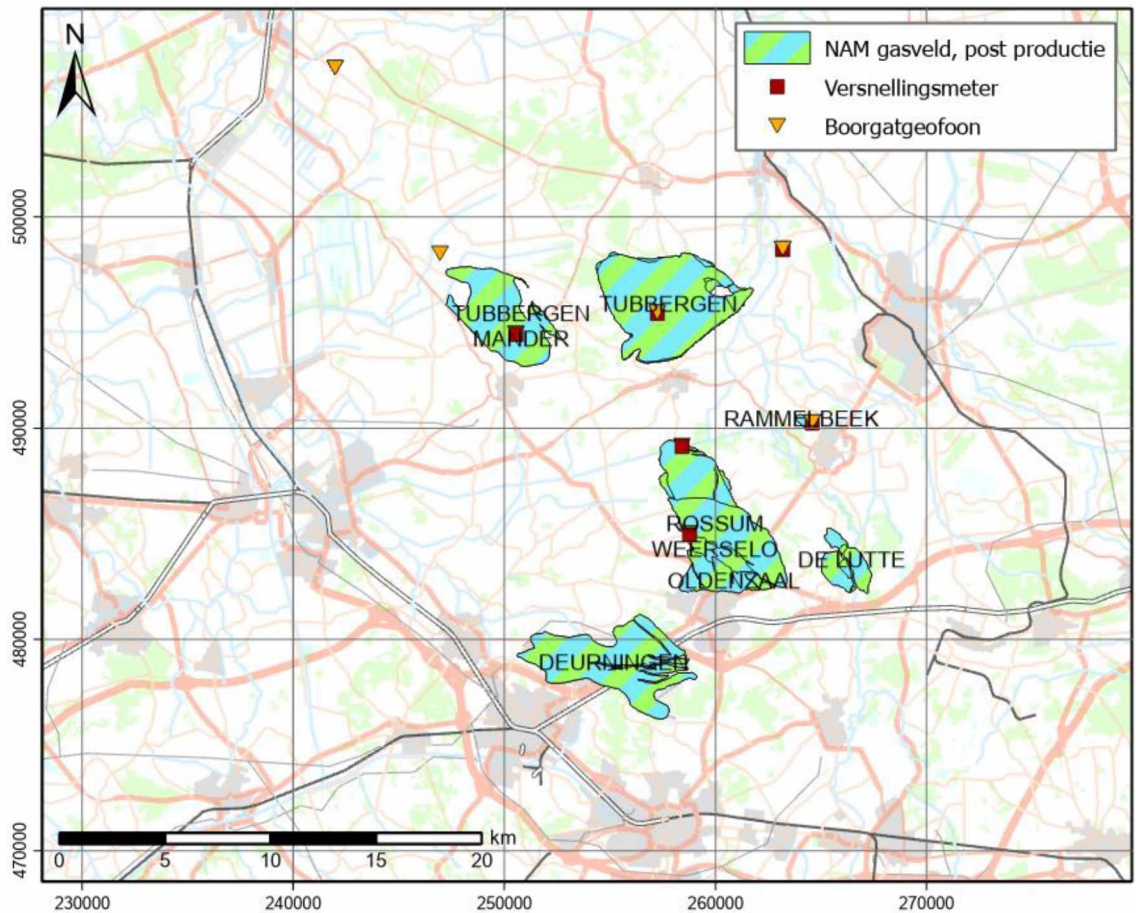 N
NAM gasveld, post productie
Versnellingsmeter
Boorgatgeofoon
500000
TUBBERGEN
TUBBERGEN
MANDER
490000
RAMMELBEEK
ROSSUM
WEERSELO
DE LUTTE
OLDENZAAL
480000
DEURNINGEN
470000
0 5 10 15 20 km
230000 240000 250000 260000 270000